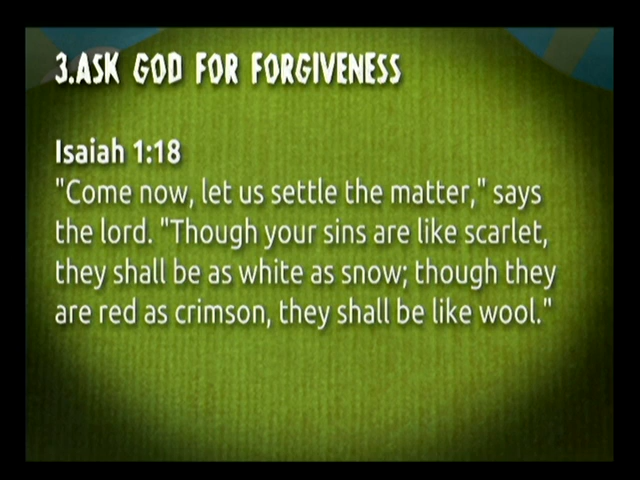 3.ASK GOD FOR FORGIVENESS
Isaiah 1:18
"Come now, let us settle the matter," says
the lord. "Though your sins are like scarlet,
they shall be as white as snow; though they
are red as crimson, they shall be like wool."